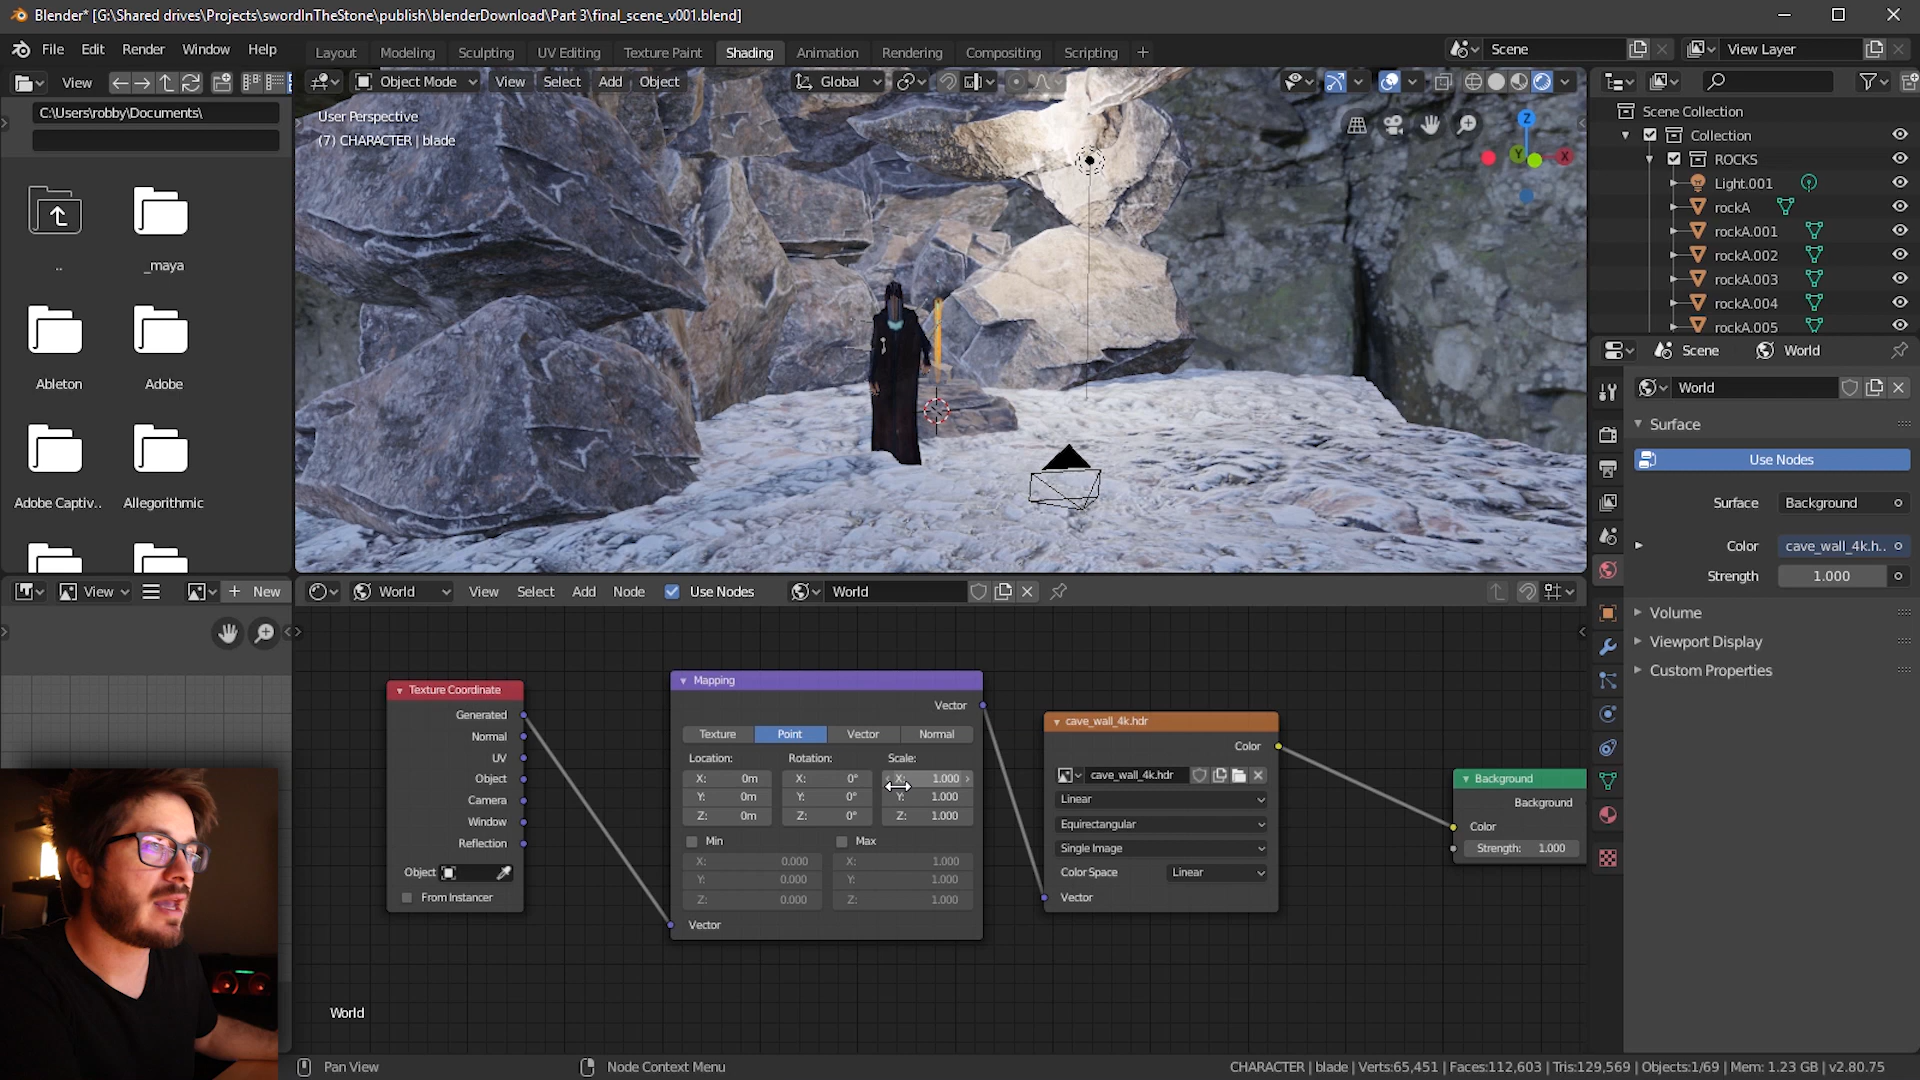 Blender* [G:\Shared drives\Projects\swordInTheStone\publish\blenderDownload\Part 3\final_scene_v001.blend]
File Edit Render Window Help
Layout Modeling Sculpting UV Editing Texture Paint Shading Animation Rendering Compositing Scripting +
Scene
View Layer
View
Object Mode View Select Add Object
Global
C:\Users\robby\Documents\
User Perspective
(7) CHARACTER | blade
Z
Y
X
Scene Collection
Collection
ROCKS
Light.001
rockA
rockA.001
rockA.002
rockA.003
rockA.004
rockA.005
..
_maya
Ableton
Adobe
Adobe Captiv..
Allegorithmic
Scene World
World
Surface
Use Nodes
Surface Background
Color cave_wall_4k.h..
Strength 1.000
Volume
Viewport Display
Custom Properties
View
New
World View Select Add Node Use Nodes World
Texture Coordinate
Generated
Normal
UV
Object
Camera
Window
Reflection
Object
From Instancer
Mapping
Vector
Texture Point Vector Normal
Location: Rotation: Scale:
X: 0m X: 0° X: 1.000
Y: 0m Y: 0° Y: 1.000
Z: 0m Z: 0° Z: 1.000
Min Max
X: 0.000 X: 1.000
Y: 0.000 Y: 1.000
Z: 0.000 Z: 1.000
Vector
cave_wall_4k.hdr
Color
cave_wall_4k.hdr
Linear
Equirectangular
Single Image
Color Space Linear
Vector
Background
Background
Color
Strength: 1.000
World
Pan View
Node Context Menu
CHARACTER | blade | Verts:65,451 | Faces:112,603 | Tris:129,569 | Objects:1/69 | Mem: 1.23 GB | v2.80.75